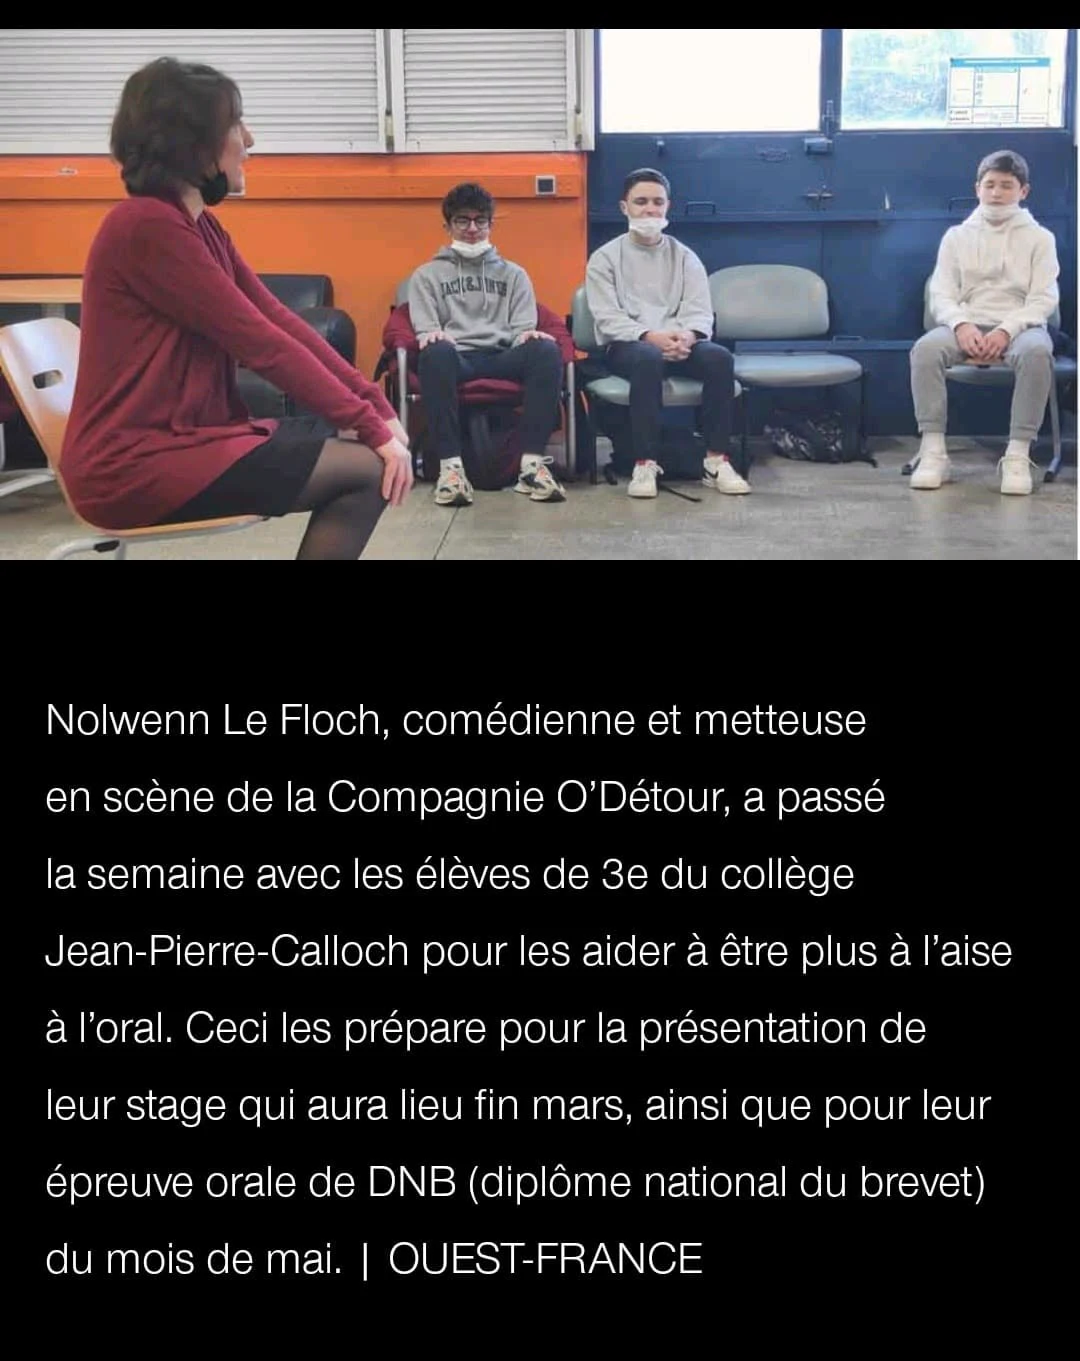 JACK & JONES
Nolwenn Le Floch, comédienne et metteuse
en scène de la Compagnie O’Détour, a passé
la semaine avec les élèves de 3e du collège
Jean-Pierre-Calloch pour les aider à être plus à l’aise
à l’oral. Ceci les prépare pour la présentation de
leur stage qui aura lieu fin mars, ainsi que pour leur
épreuve orale de DNB (diplôme national du brevet)
du mois de mai. | OUEST-FRANCE